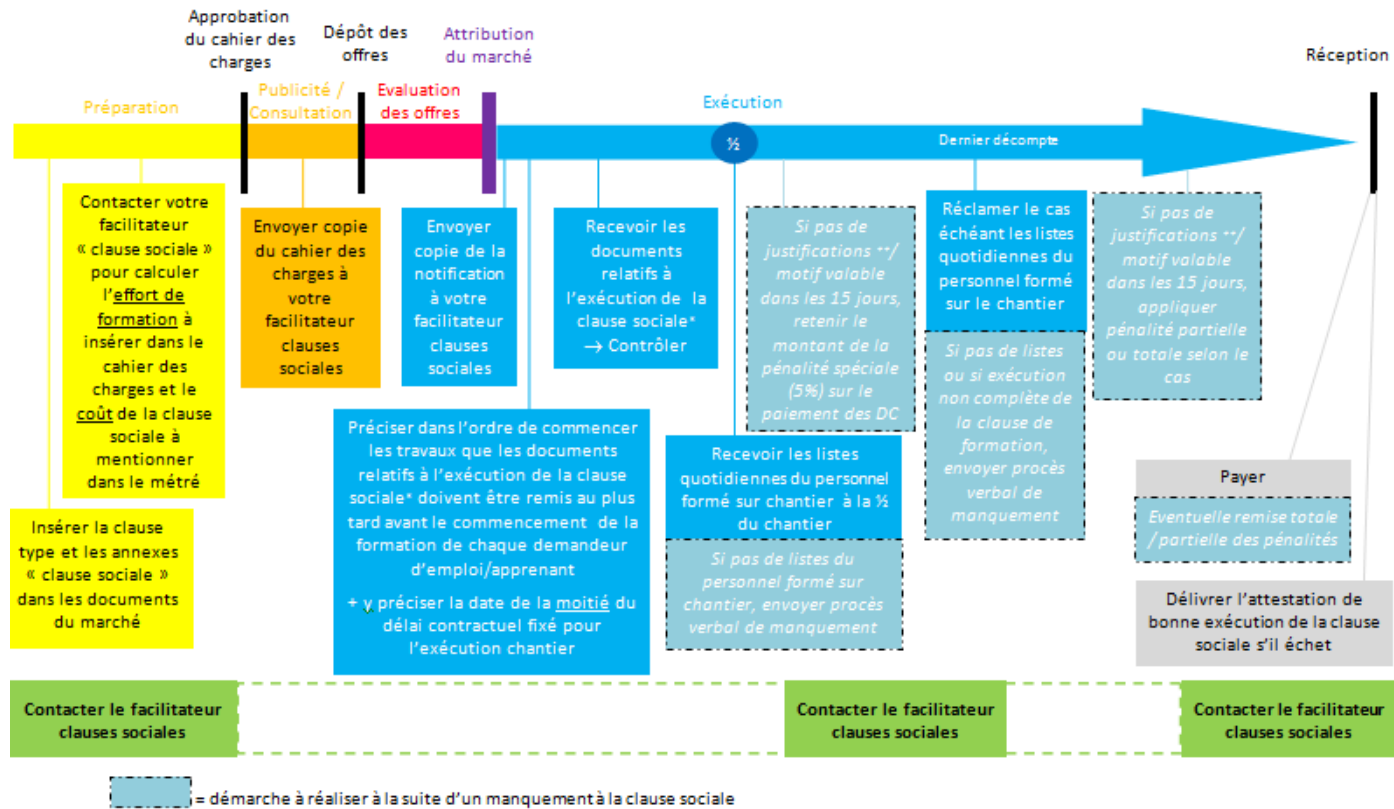 Approbation
du cahier des
charges
Dépôt des
offres
Attribution
du marché
Réception
Préparation
Publicité /
Consultation
Evaluation
des offres
Exécution
½
Dernier décompte
Contacter votre
facilitateur
« clause sociale »
pour calculer
l’effort de
formation à
insérer dans le
cahier des
charges et le
coût de la clause
sociale à
mentionner
dans le métré
Insérer la clause
type et les annexes
« clause sociale »
dans les documents
du marché
Envoyer copie
du cahier des
charges à
votre
facilitateur
clauses
sociales
Envoyer
copie de la
notification
à votre
facilitateur
clauses
sociales
Préciser dans l’ordre de commencer
les travaux que les documents
relatifs à l’exécution de la clause
sociale* doivent être remis au plus
tard avant le commencement de la
formation de chaque demandeur
d’emploi/apprenant
+ y préciser la date de la moitié du
délai contractuel fixé pour
l’exécution chantier
Recevoir les
documents
relatifs à
l’exécution de la
clause sociale*
→ Contrôler
Recevoir les listes
quotidiennes du personnel
formé sur chantier à la ½
du chantier
Si pas de listes du
personnel formé sur
chantier, envoyer procès
verbal de manquement
Si pas de
justifications **/
motif valable
dans les 15 jours,
retenir le
montant de la
pénalité spéciale
(5%) sur le
paiement des DC
Réclamer le cas
échéant les listes
quotidiennes du
personnel formé
sur le chantier
Si pas de listes
ou si exécution
non complète de
la clause de
formation,
envoyer procès
verbal de
manquement
Si pas de
justifications **/
motif valable
dans les 15 jours,
appliquer
pénalité partielle
ou totale selon le
cas
Payer
Eventuelle remise totale
/ partielle des pénalités
Délivrer l’attestation de
bonne exécution de la clause
sociale s’il échet
Contacter le facilitateur
clauses sociales
Contacter le facilitateur
clauses sociales
Contacter le facilitateur
clauses sociales
= démarche à réaliser à la suite d’un manquement à la clause sociale